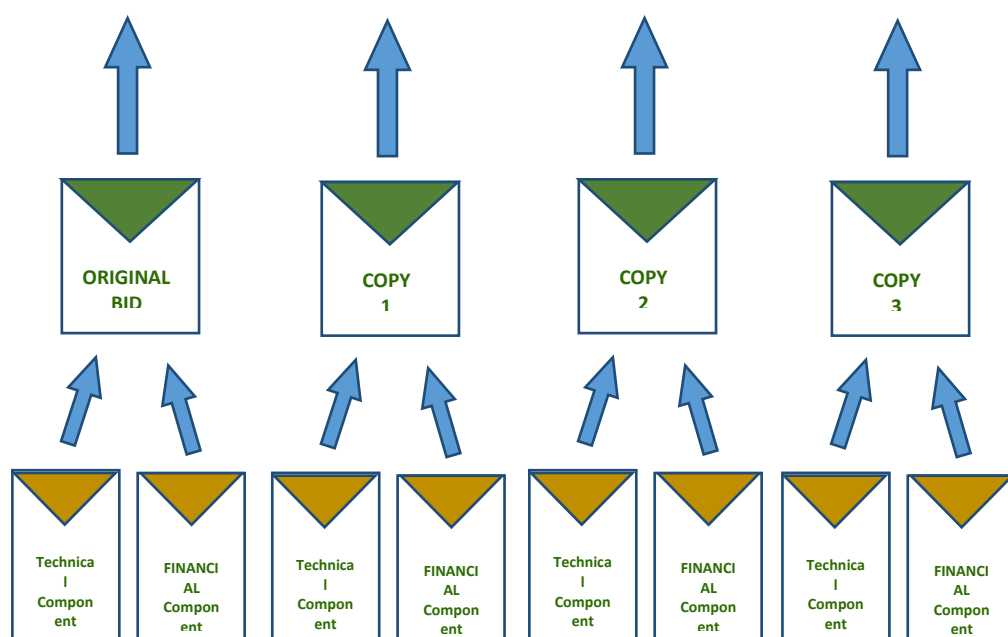 ORIGINAL
BID
COPY
1
COPY
2
COPY
3
Technica
l
Compon
ent
FINANCI
AL
Compon
ent
Technica
l
Compon
ent
FINANCI
AL
Compon
ent
Technica
l
Compon
ent
FINANCI
AL
Compon
ent
Technica
l
Compon
ent
FINANCI
AL
Compon
ent